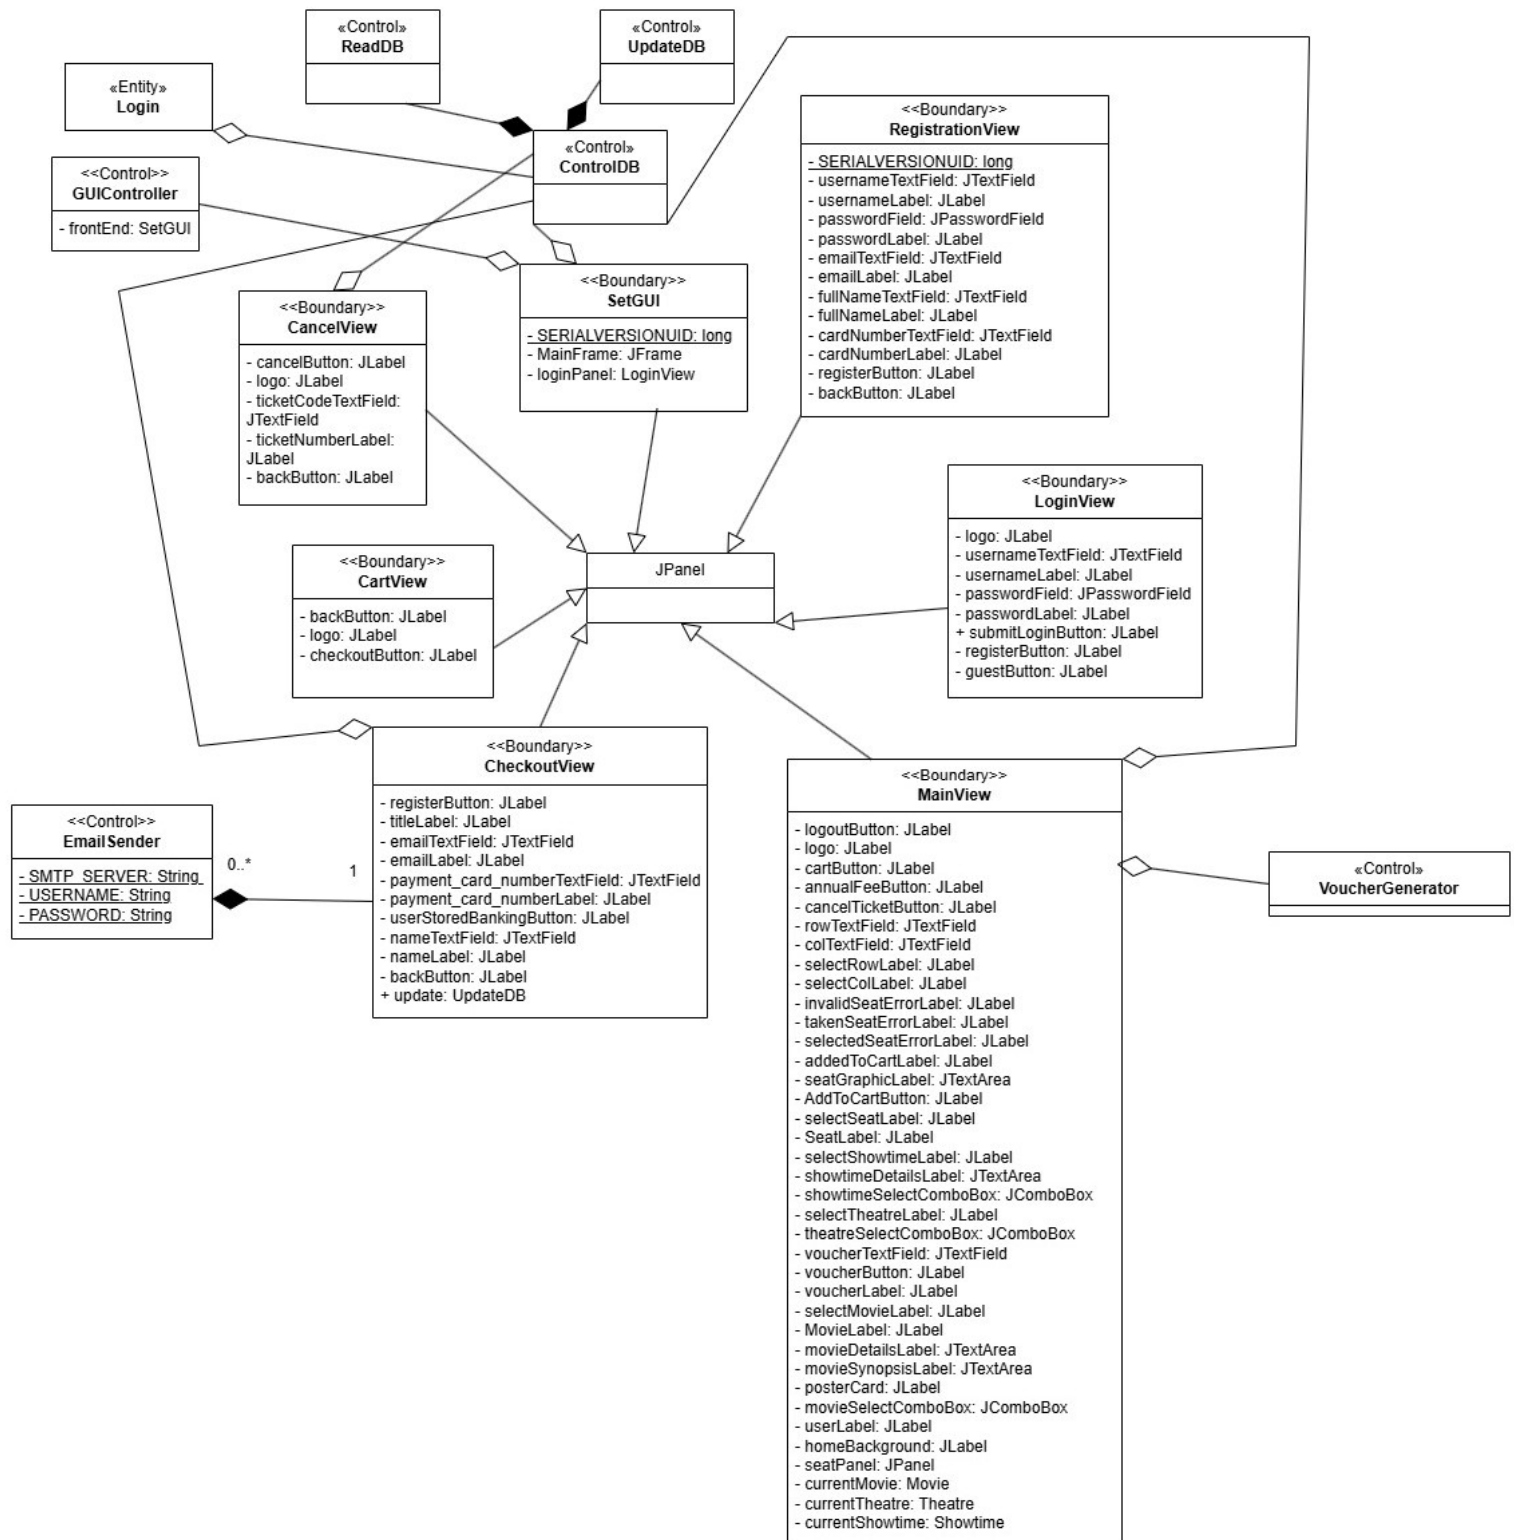 «Control»
ReadDB
«Control»
UpdateDB
«Entity»
Login
«Control»
ControlDB
<<Control>>
GUIController
- frontEnd: SetGUI
<<Boundary>>
RegistrationView
- SERIALVERSIONUID: long
- usernameTextField: JTextField
- usernameLabel: JLabel
- passwordField: JPasswordField
- passwordLabel: JLabel
- emailTextField: JTextField
- emailLabel: JLabel
- fullNameTextField: JTextField
- fullNameLabel: JLabel
- cardNumberTextField: JTextField
- cardNumberLabel: JLabel
- registerButton: JLabel
- backButton: JLabel
<<Boundary>>
CancelView
- cancelButton: JLabel
- logo: JLabel
- ticketCodeTextField:
JTextField
- ticketNumberLabel:
JLabel
- backButton: JLabel
<<Boundary>>
SetGUI
- SERIALVERSIONUID: long
- MainFrame: JFrame
- loginPanel: LoginView
<<Boundary>>
LoginView
- logo: JLabel
- usernameTextField: JTextField
- usernameLabel: JLabel
- passwordField: JPasswordField
- passwordLabel: JLabel
+ submitLoginButton: JLabel
- registerButton: JLabel
- guestButton: JLabel
<<Boundary>>
CartView
- backButton: JLabel
- logo: JLabel
- checkoutButton: JLabel
JPanel
<<Boundary>>
CheckoutView
- registerButton: JLabel
- titleLabel: JLabel
- emailTextField: JTextField
- emailLabel: JLabel
- payment_card_numberTextField: JTextField
- payment_card_numberLabel: JLabel
- userStoredBankingButton: JLabel
- nameTextField: JTextField
- nameLabel: JLabel
- backButton: JLabel
+ update: UpdateDB
<<Control>>
EmailSender
- SMTP_SERVER: String
- USERNAME: String
- PASSWORD: String
0..*
1
<<Boundary>>
MainView
- logoutButton: JLabel
- logo: JLabel
- cartButton: JLabel
- annualFeeButton: JLabel
- cancelTicketButton: JLabel
- rowTextField: JTextField
- colTextField: JTextField
- selectRowLabel: JLabel
- selectColLabel: JLabel
- invalidSeatErrorLabel: JLabel
- takenSeatErrorLabel: JLabel
- selectedSeatErrorLabel: JLabel
- addedToCartLabel: JLabel
- seatGraphicLabel: JTextArea
- AddToCartButton: JLabel
- selectSeatLabel: JLabel
- SeatLabel: JLabel
- selectShowtimeLabel: JLabel
- showtimeDetailsLabel: JTextArea
- showtimeSelectComboBox: JComboBox
- selectTheatreLabel: JLabel
- theatreSelectComboBox: JComboBox
- voucherTextField: JTextField
- voucherButton: JLabel
- voucherLabel: JLabel
- selectMovieLabel: JLabel
- MovieLabel: JLabel
- movieDetailsLabel: JTextArea
- movieSynopsisLabel: JTextArea
- posterCard: JLabel
- movieSelectComboBox: JComboBox
- userLabel: JLabel
- homeBackground: JLabel
- seatPanel: JPanel
- currentMovie: Movie
- currentTheatre: Theatre
- currentShowtime: Showtime
«Control»
VoucherGenerator